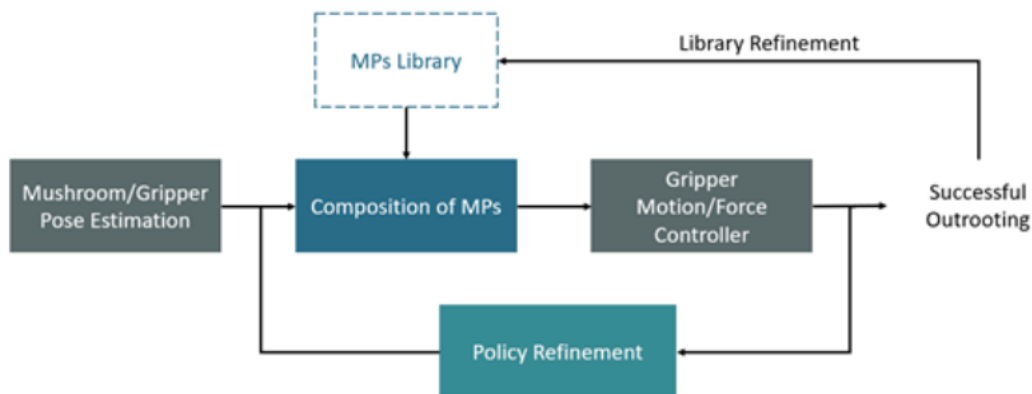 MPs Library
Library Refinement
Mushroom/Gripper
Pose Estimation
Composition of MPs
Gripper
Motion/Force
Controller
Successful
Outrooting
Policy Refinement